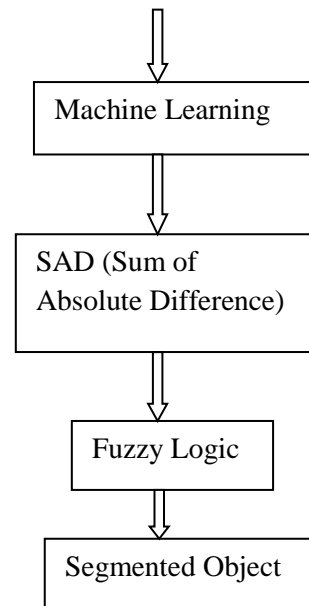 Machine Learning
SAD (Sum of
Absolute Difference)
Fuzzy Logic
Segmented Object